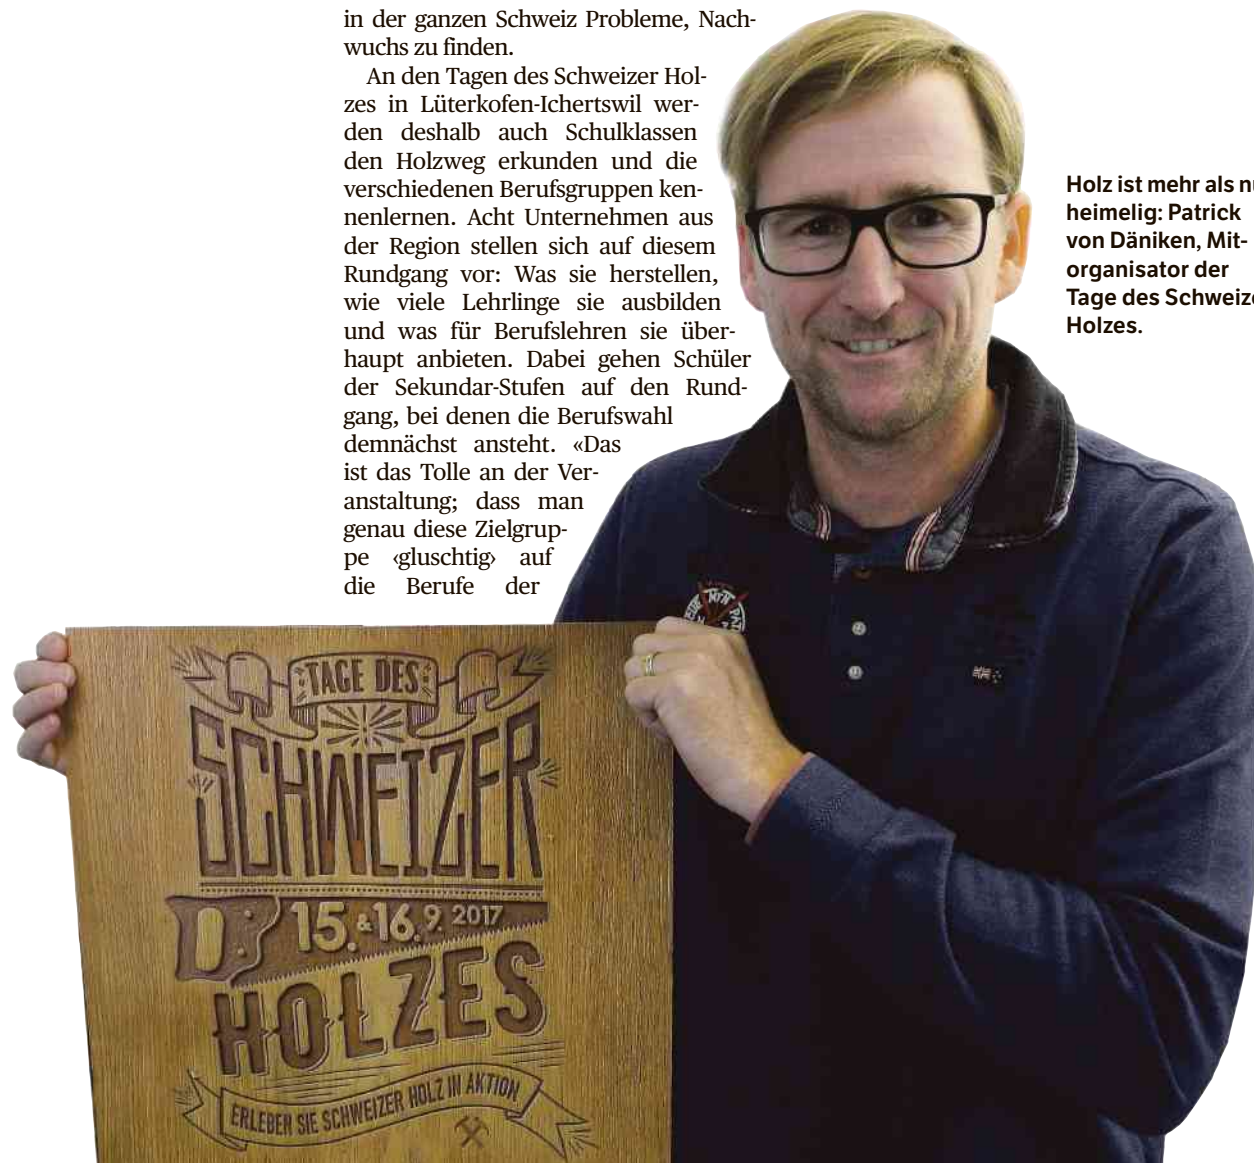 in der ganzen Schweiz Probleme, Nach-
wuchs zu finden.
An den Tagen des Schweizer Hol-
zes in Lüterkofen-Ichertswil wer-
den deshalb auch Schulklassen
den Holzweg erkunden und die
verschiedenen Berufsgruppen ken-
nenlernen. Acht Unternehmen aus
der Region stellen sich auf diesem
Rundgang vor: Was sie herstellen,
wie viele Lehrlinge sie ausbilden
und was für Berufslehren sie über-
haupt anbieten. Dabei gehen Schüler
der Sekundar-Stufen auf den Rund-
gang, bei denen die Berufswahl
demnächst ansteht. «Das
ist das Tolle an der Ver-
anstaltung; dass man
genau diese Zielgrup-
pe ‹gluschtig› auf
die Berufe der
Holz ist mehr als nu
heimelig: Patrick
von Däniken, Mit-
organisator der
Tage des Schweize
Holzes.
TAGE DES
SCHWEIZER
15. & 16. 9. 2017
HOLZES
ERLEBEN SIE SCHWEIZER HOLZ IN AKTION